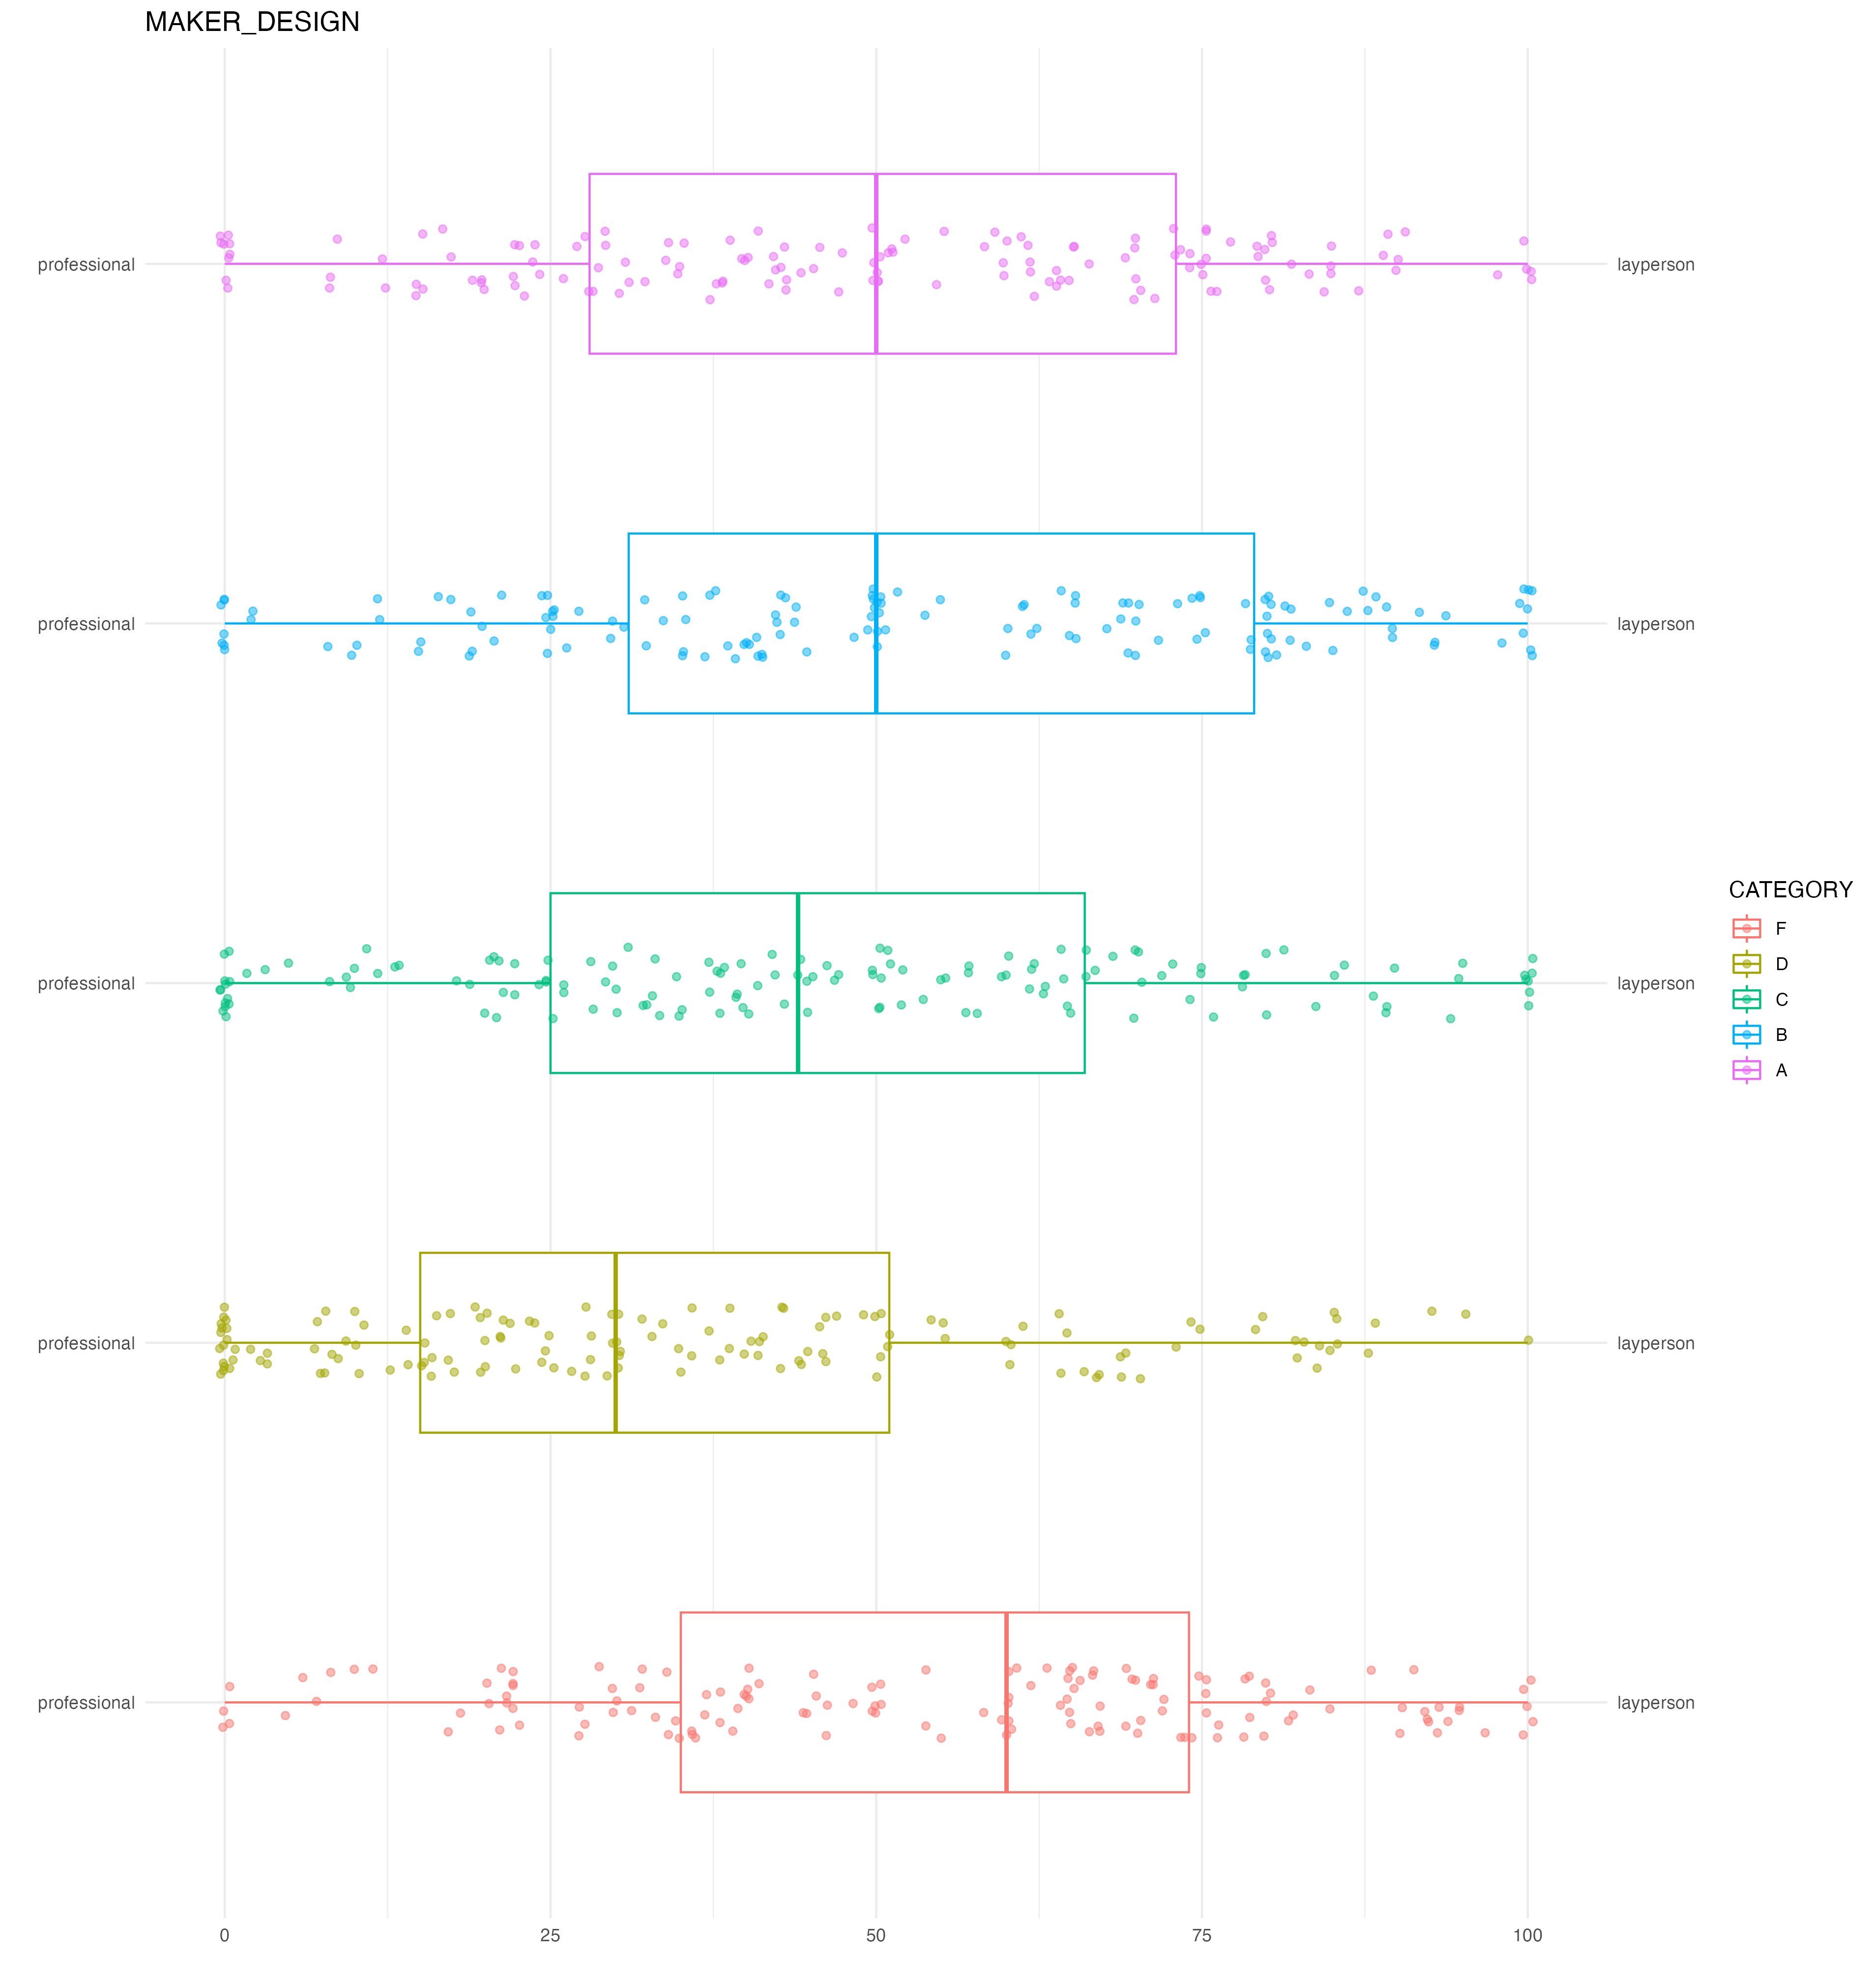 MAKER_DESIGN
professional layperson
professional layperson
professional layperson
professional layperson
professional layperson
0 25 50 75 100
CATEGORY
F
D
C
B
A